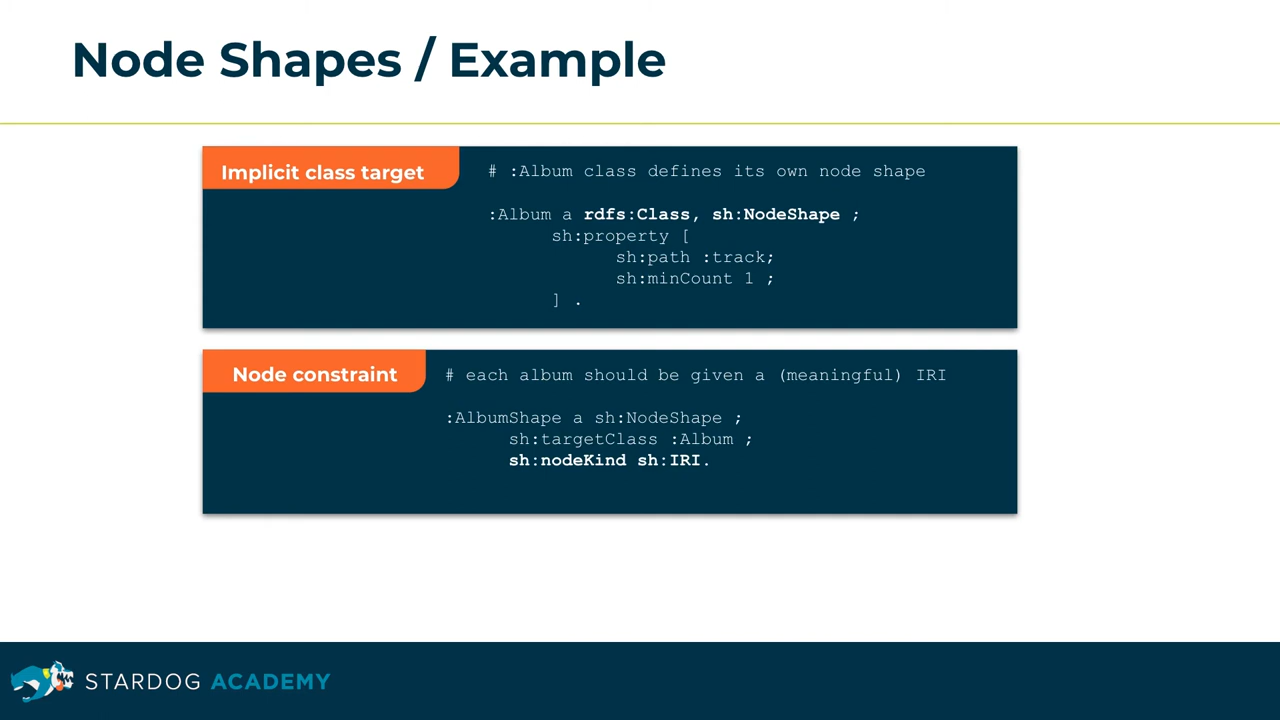 Node Shapes / Example
Implicit class target
# :Album class defines its own node shape
:Album a rdfs:Class, sh:NodeShape ;
sh:property [
sh:path :track;
sh:minCount 1 ;
] .
Node constraint
# each album should be given a (meaningful) IRI
:AlbumShape a sh:NodeShape ;
sh:targetClass :Album ;
sh:nodeKind sh:IRI.
STARDOG ACADEMY